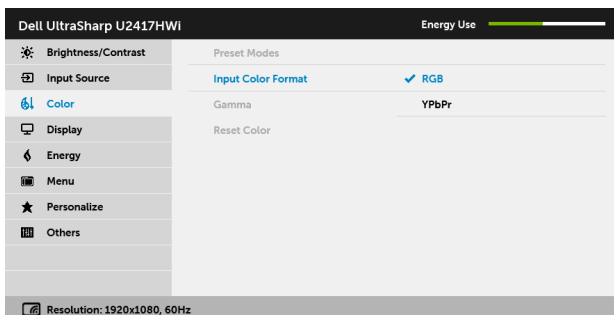 Dell UltraSharp U2417HWi
Energy Use
Brightness/Contrast
Preset Modes
Input Source
Input Color Format
RGB
Color
Gamma
YPbPr
Display
Reset Color
Energy
Menu
Personalize
Others
Resolution: 1920x1080, 60Hz